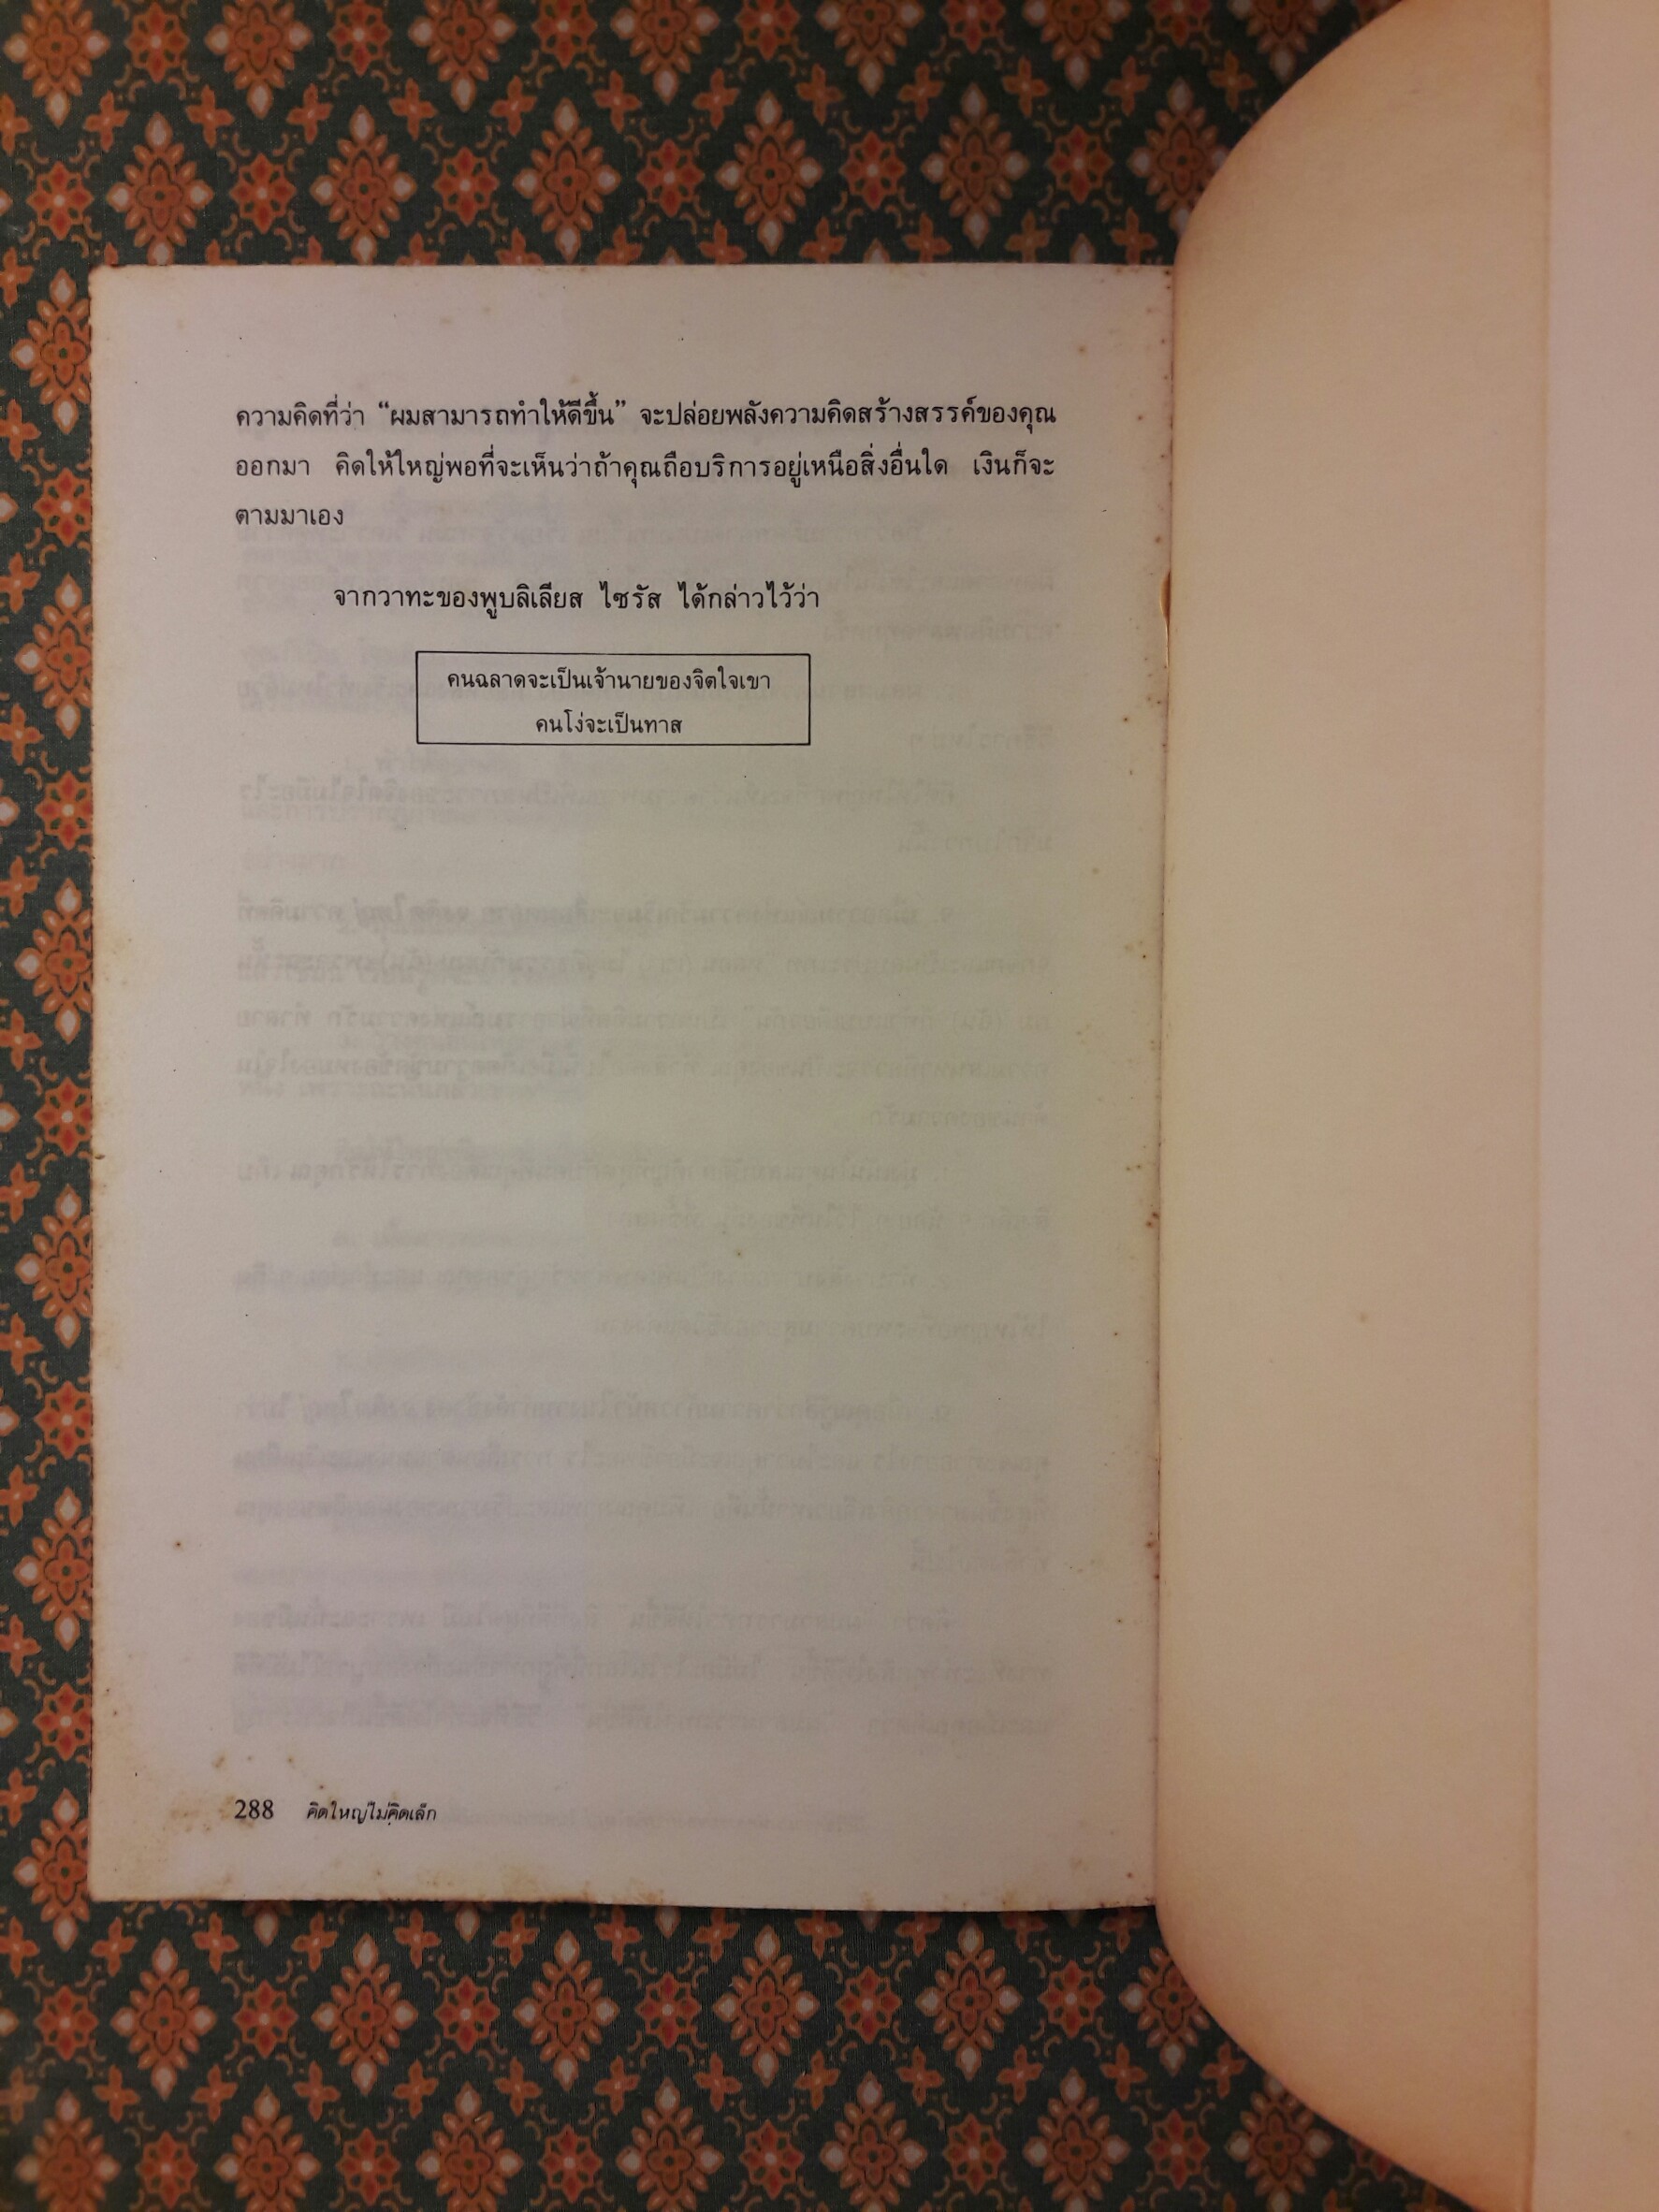 ความคิดที่ว่า “ผมสามารถทำให้ดีขึ้น” จะปล่อยพลังความคิดสร้างสรรค์ของคุณ
ออกมา คิดให้ใหญ่พอที่จะเห็นว่าถ้าคุณถือบริการอยู่เหนือสิ่งอื่นใด เงินก็จะ
ตามมาเอง
จากวาทะของพูบลิเลียส ไซรัส ได้กล่าวไว้ว่า
คนฉลาดจะเป็นเจ้านายของจิตใจเขา
คนโง่จะเป็นทาส
288 คิดใหญ่ไม่คิดเล็ก